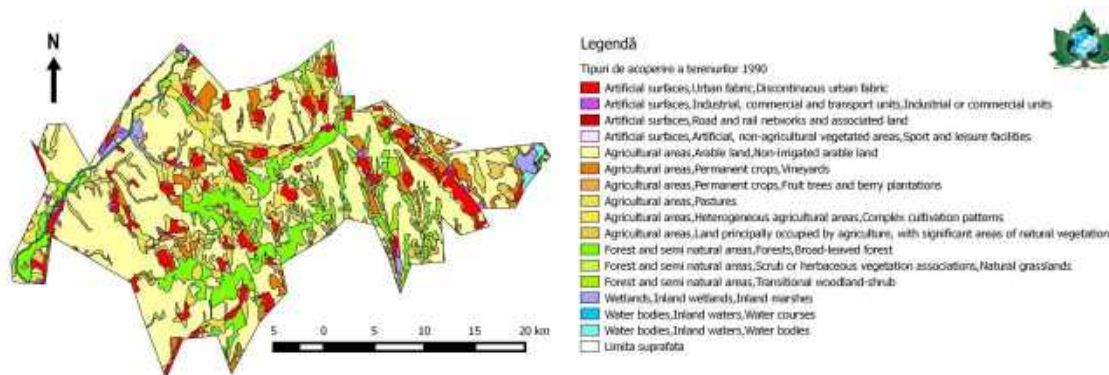 N
5 0 5 10 15 20 km
Legendă
Tipuri de acoperire a terenurilor 1990
Artificial surfaces,Urban fabric,Discontinuous urban fabric
Artificial surfaces,Industrial, commercial and transport units,Industrial or commercial units
Artificial surfaces,Road and rail networks and associated land
Artificial surfaces,Artificial, non-agricultural vegetated areas,Sport and leisure facilities
Agricultural areas,Arable land,Non-irrigated arable land
Agricultural areas,Permanent crops,Vineyards
Agricultural areas,Permanent crops,Fruit trees and berry plantations
Agricultural areas,Pastures
Agricultural areas,Heterogeneous agricultural areas,Complex cultivation patterns
Agricultural areas,Land principally occupied by agriculture, with significant areas of natural vegetation
Forest and semi natural areas,Forests,Broad-leaved forest
Forest and semi natural areas,Scrub or herbaceous vegetation associations,Natural grasslands
Forest and semi natural areas,Transitional woodland-shrub
Wetlands,Inland wetlands,Inland marshes
Water bodies,Inland waters,Water courses
Water bodies,Inland waters,Water bodies
Limita suprafata